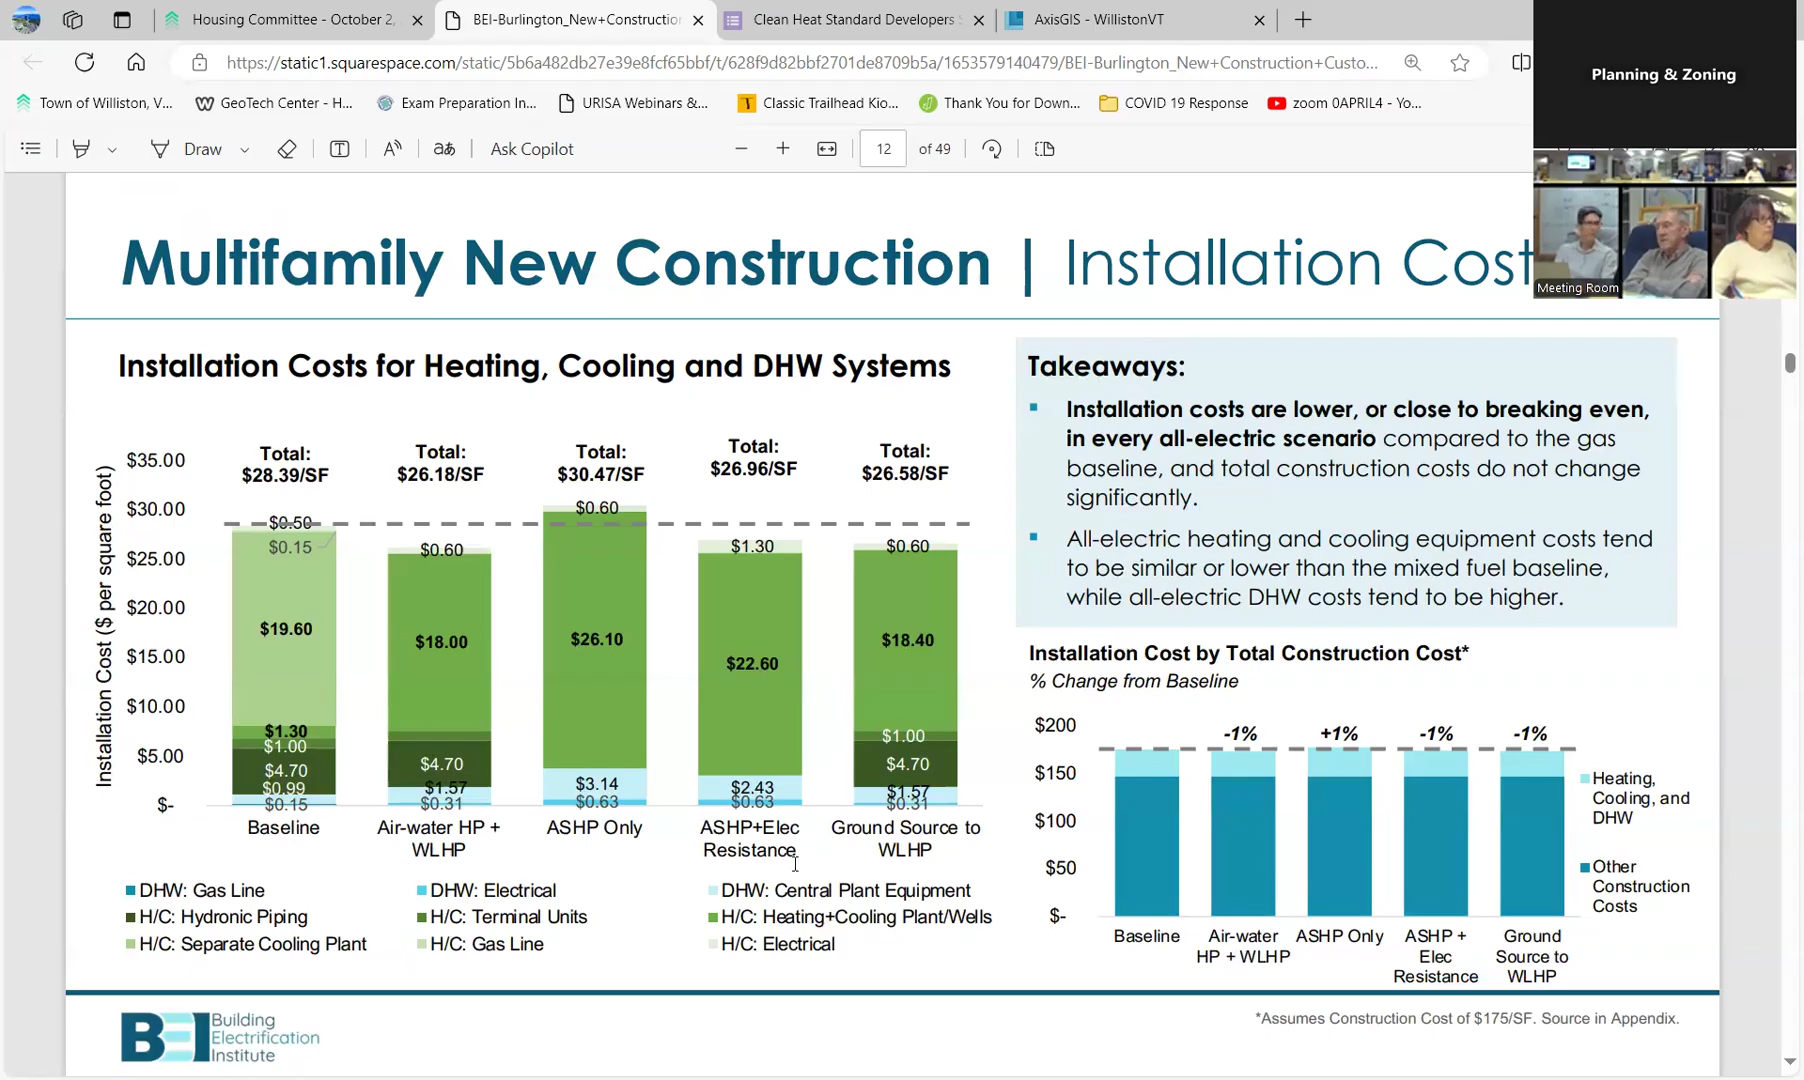 Housing Committee - October 2,
BEI-Burlington_New+Construction
Clean Heat Standard Developers S
AxisGIS - WillistonVT
https://static1.squarespace.com/static/5b6a482db27e39e8fcf65bbf/t/628f9d82bbf2701de8709b5a/1653579140479/BEI-Burlington_New+Construction+Custo...
Town of Williston, V...
GeoTech Center - H...
Exam Preparation In...
URISA Webinars &...
Classic Trailhead Kio...
Thank You for Down...
COVID 19 Response
zoom 0APRIL4 - Yo...
Draw
Ask Copilot
12
of 49
Planning & Zoning
Meeting Room
Multifamily New Construction | Installation Cost
Installation Costs for Heating, Cooling and DHW Systems
Installation Cost ($ per square foot)
$35.00
$30.00
$25.00
$20.00
$15.00
$10.00
$5.00
$-
Total:
$28.39/SF
$0.50
$0.15
$19.60
$1.30
$1.00
$4.70
$0.99
$0.15
Baseline
Total:
$26.18/SF
$0.60
$18.00
$4.70
$1.57
$0.31
Air-water HP +
WLHP
Total:
$30.47/SF
$0.60
$26.10
$3.14
$0.63
ASHP Only
Total:
$26.96/SF
$1.30
$22.60
$2.43
$0.63
ASHP+Elec
Resistance
Total:
$26.58/SF
$0.60
$18.40
$1.00
$4.70
$1.57
$0.31
Ground Source to
WLHP
DHW: Gas Line
DHW: Electrical
DHW: Central Plant Equipment
H/C: Hydronic Piping
H/C: Terminal Units
H/C: Heating+Cooling Plant/Wells
H/C: Separate Cooling Plant
H/C: Gas Line
H/C: Electrical
Takeaways:
Installation costs are lower, or close to breaking even,
in every all-electric scenario compared to the gas
baseline, and total construction costs do not change
significantly.
All-electric heating and cooling equipment costs tend
to be similar or lower than the mixed fuel baseline,
while all-electric DHW costs tend to be higher.
Installation Cost by Total Construction Cost*
% Change from Baseline
$200
$150
$100
$50
$-
-1%
+1%
-1%
-1%
Baseline
Air-water
HP + WLHP
ASHP Only
ASHP +
Elec
Resistance
Ground
Source to
WLHP
Heating,
Cooling, and
DHW
Other
Construction
Costs
BEI
Building
Electrification
Institute
*Assumes Construction Cost of $175/SF. Source in Appendix.